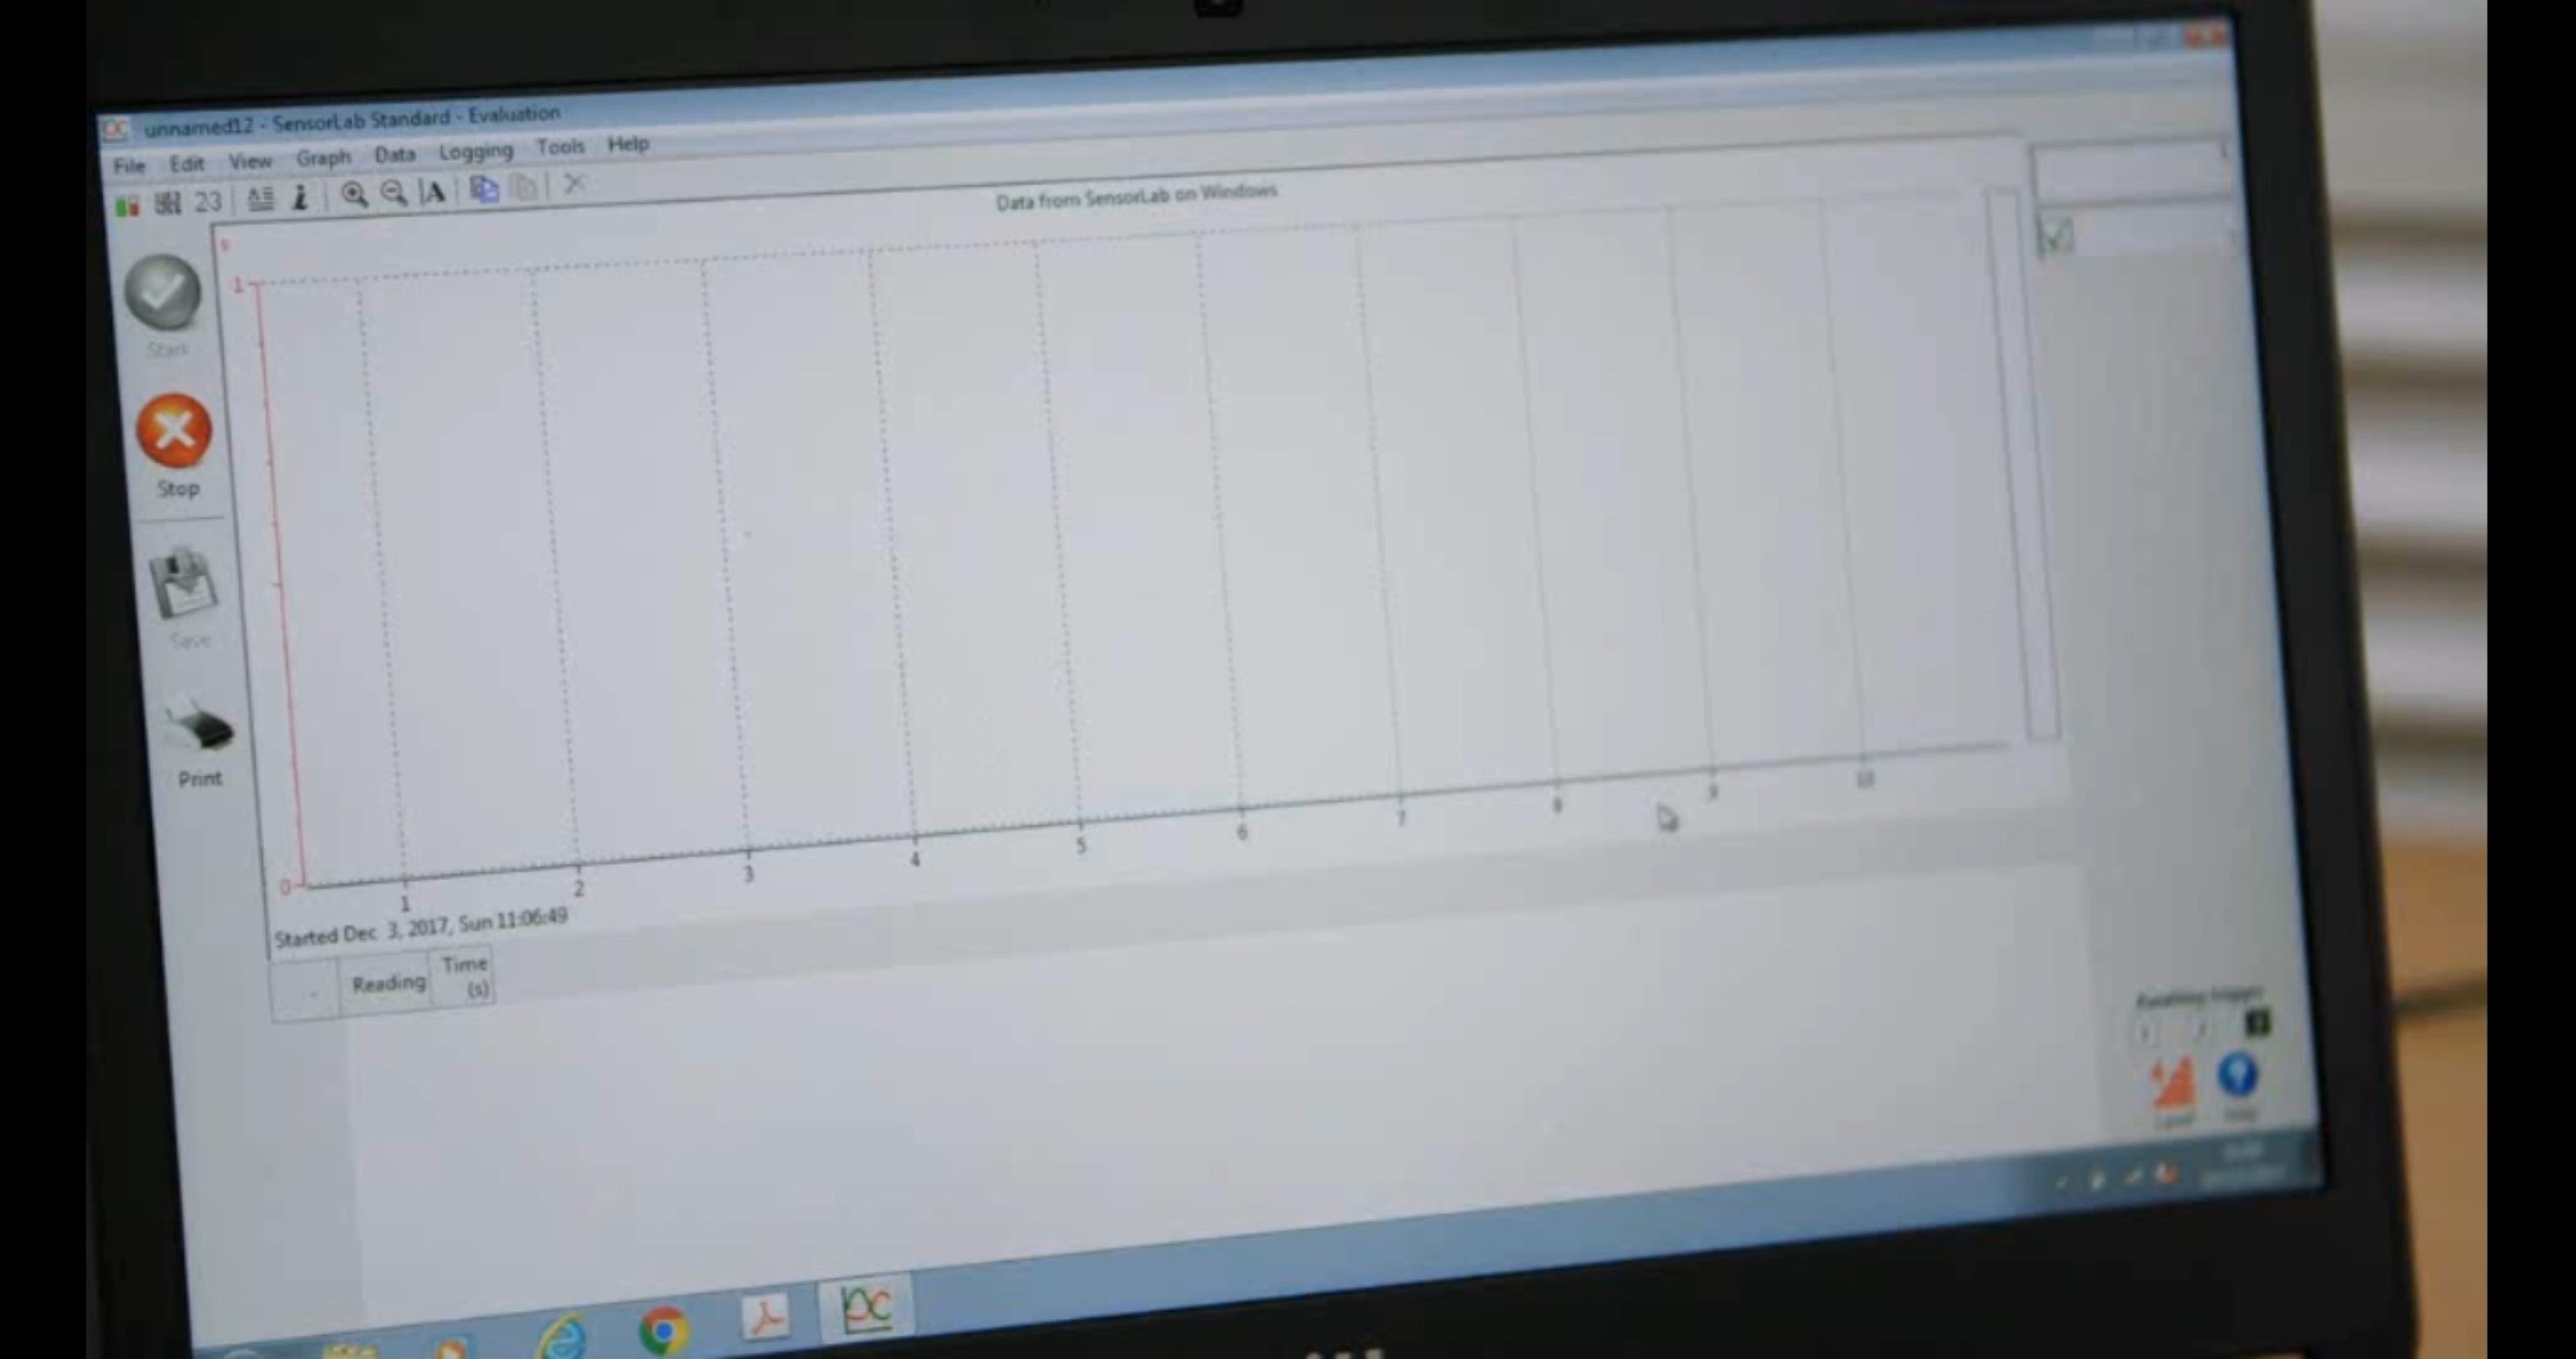 unnamed12 - SensorLab Standard - Evaluation
File Edit View Graph Data Logging Tools Help
23 A
Data from SensorLab on Windows
s
1
Start
Stop
Save
Print
0
1 2 3 4 5 6 7 8 9 10
Started Dec 3, 2017, Sun 11:06:49
Reading Time (s)